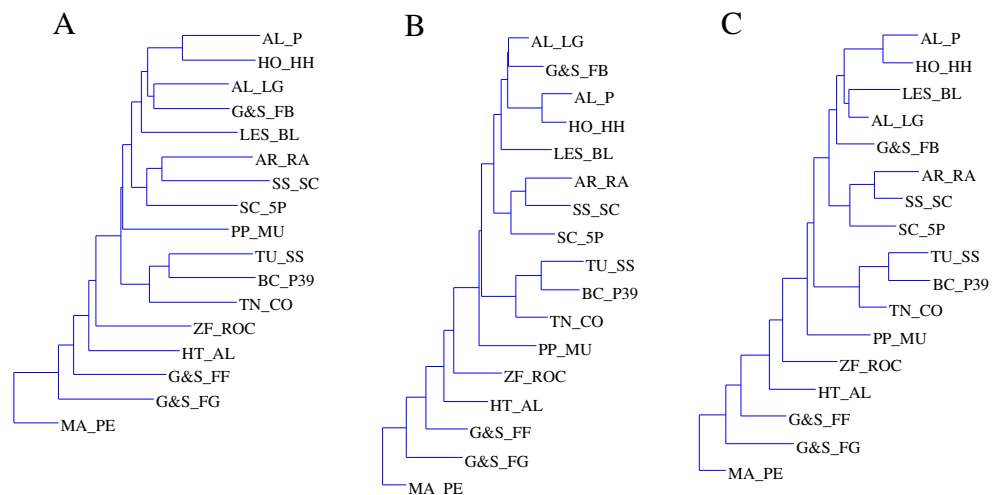 A
AL_P
HO_HH
AL_LG
G&S_FB
LES_BL
AR_RA
SS_SC
SC_5P
PP_MU
TU_SS
BC_P39
TN_CO
ZF_ROC
HT_AL
G&S_FF
G&S_FG
MA_PE
B
AL_LG
G&S_FB
AL_P
HO_HH
LES_BL
AR_RA
SS_SC
SC_5P
TU_SS
BC_P39
TN_CO
PP_MU
ZF_ROC
HT_AL
G&S_FF
G&S_FG
MA_PE
C
AL_P
HO_HH
LES_BL
AL_LG
G&S_FB
AR_RA
SS_SC
SC_5P
TU_SS
BC_P39
TN_CO
PP_MU
ZF_ROC
HT_AL
G&S_FF
G&S_FG
MA_PE